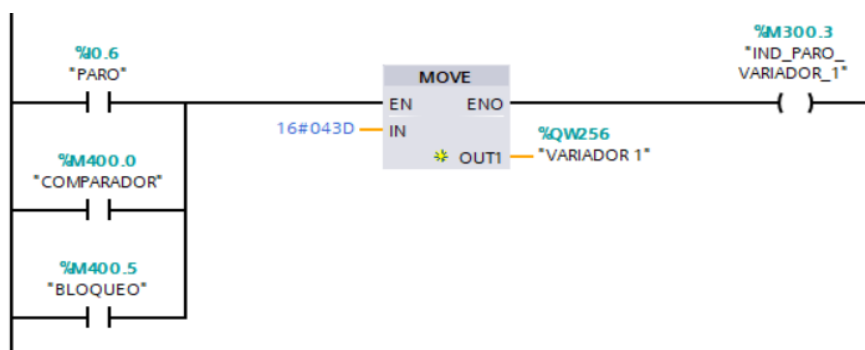 %I0.6
"PARO"
%M400.0
"COMPARADOR"
%M400.5
"BLOQUEO"
MOVE
EN
ENO
16#043D
IN
OUT1
%QW256
"VARIADOR 1"
%M300.3
"IND_PARO_
VARIADOR_1"